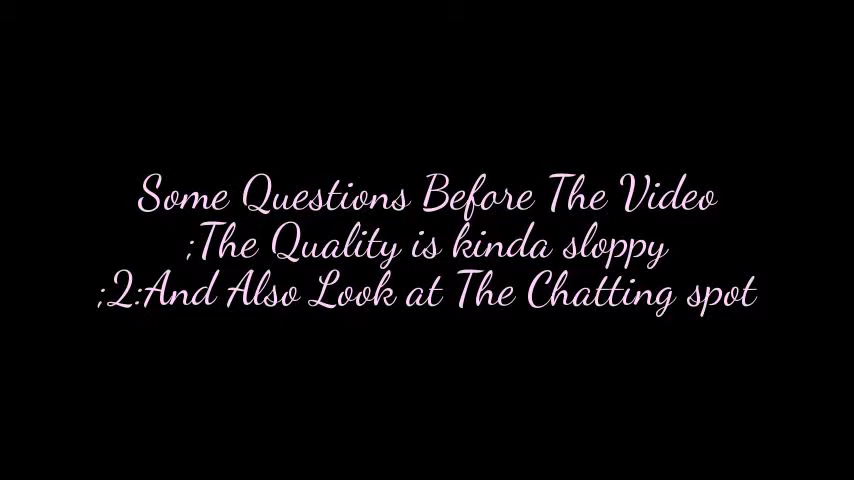 Some Questions Before The Video
;The Quality is kinda sloppy
;2:And Also Look at The Chatting spot